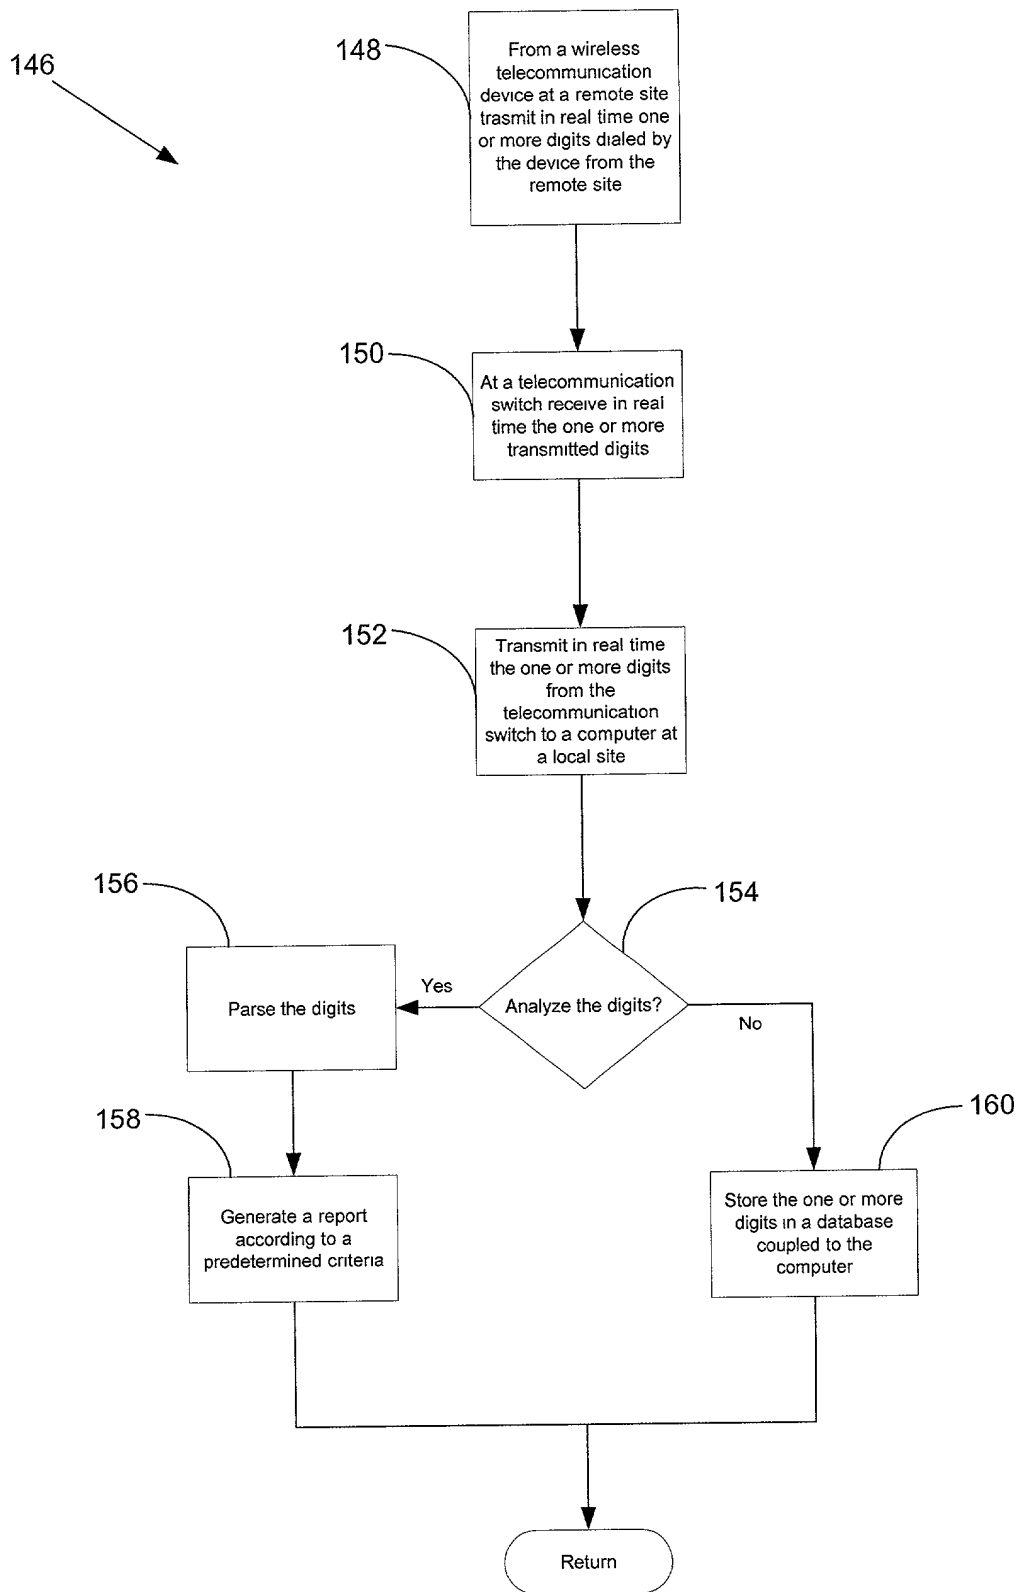 146
148
From a wireless
telecommunication
device at a remote site
trasmit in real time one
or more digits dialed by
the device from the
remote site
150
At a telecommunication
switch receive in real
time the one or more
transmitted digits
152
Transmit in real time
the one or more digits
from the
telecommunication
switch to a computer at
a local site
154
Analyze the digits?
Yes
No
156
Parse the digits
158
Generate a report
according to a
predetermined criteria
160
Store the one or more
digits in a database
coupled to the
computer
Return